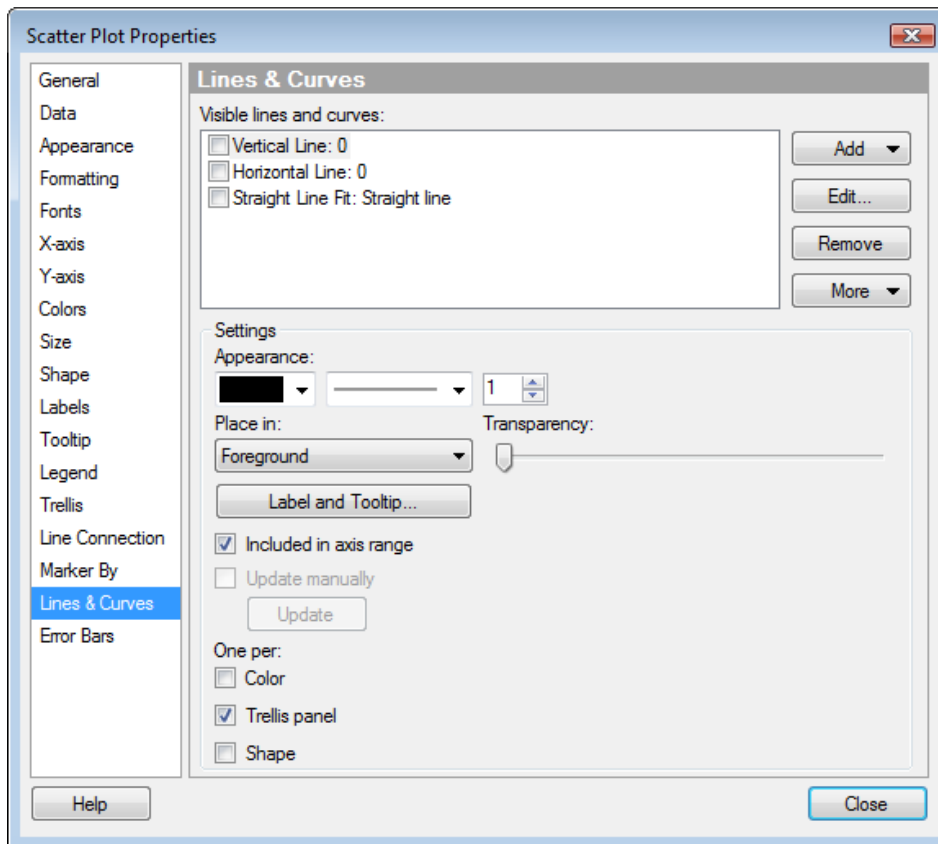 Scatter Plot Properties
General
Data
Appearance
Formatting
Fonts
X-axis
Y-axis
Colors
Size
Shape
Labels
Tooltip
Legend
Trellis
Line Connection
Marker By
Lines & Curves
Error Bars
Lines & Curves
Visible lines and curves:
Vertical Line: 0
Horizontal Line: 0
Straight Line Fit: Straight line
Add
Edit...
Remove
More
Settings
Appearance:
1
Place in:
Transparency:
Foreground
Label and Tooltip...
Included in axis range
Update manually
Update
One per:
Color
Trellis panel
Shape
Help
Close